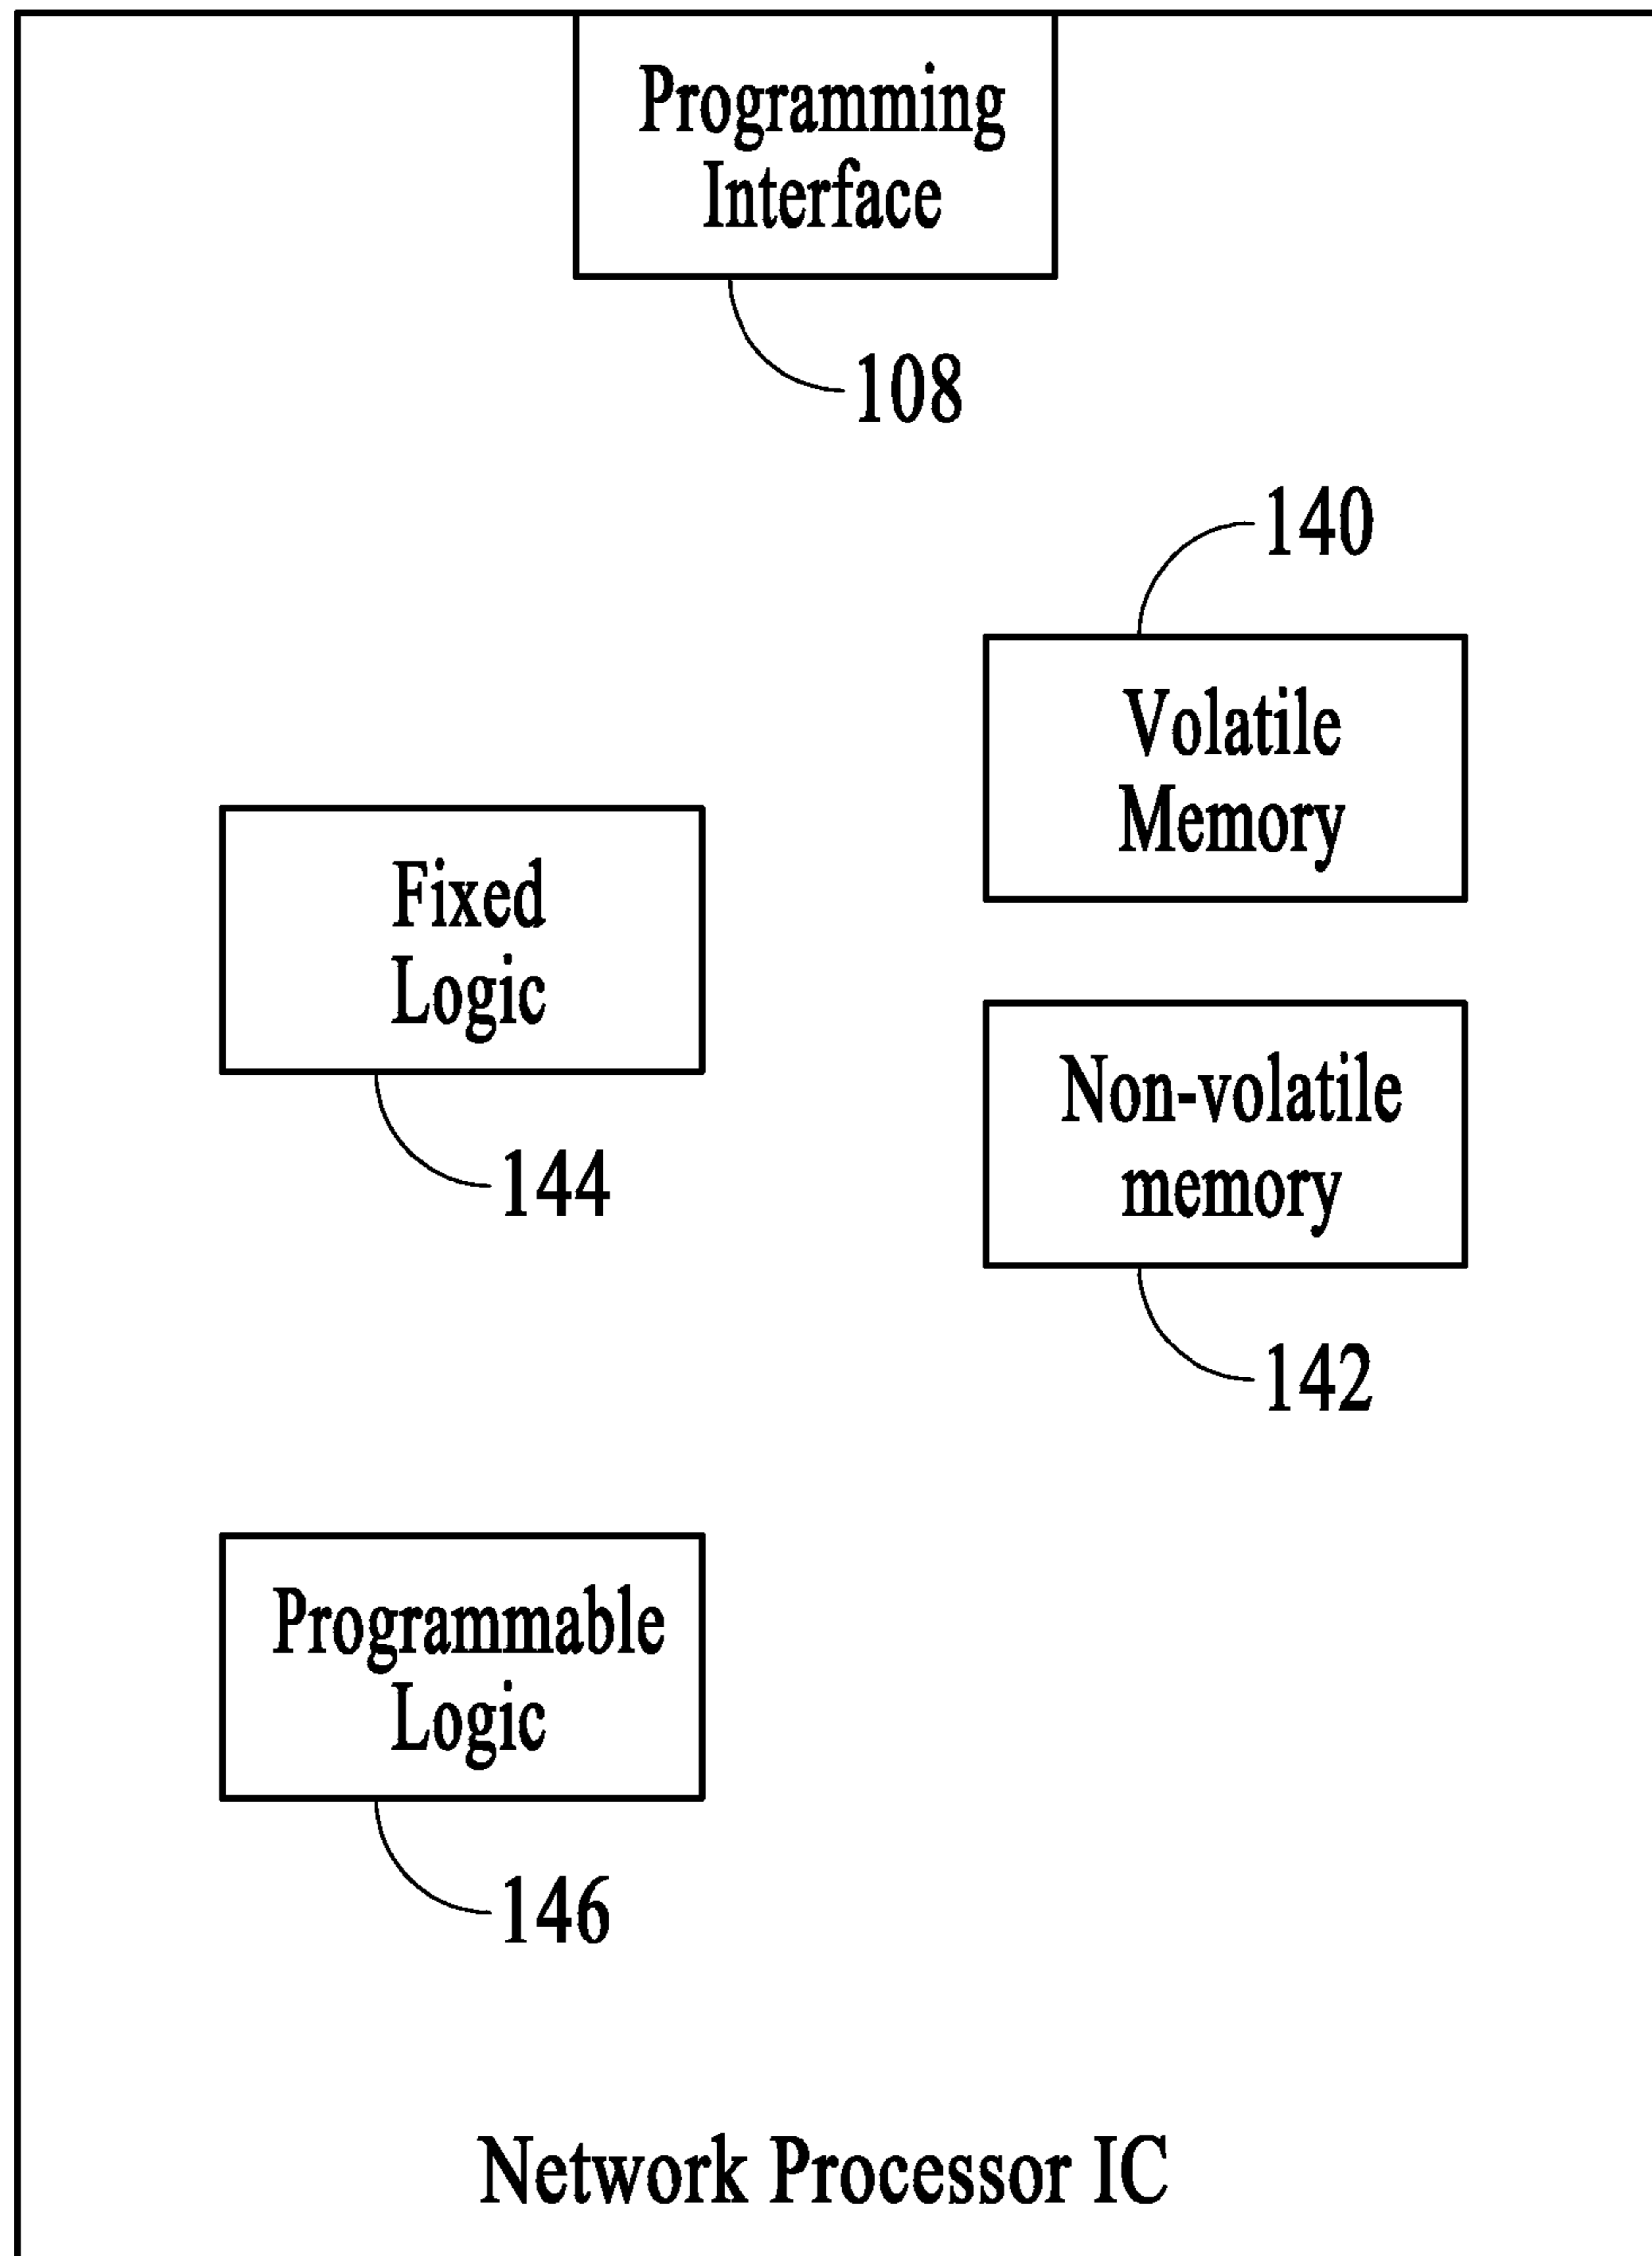 Programming
Interface
108
140
Volatile
Memory
Fixed
Logic
144
Non-volatile
memory
142
Programmable
Logic
146
Network Processor IC